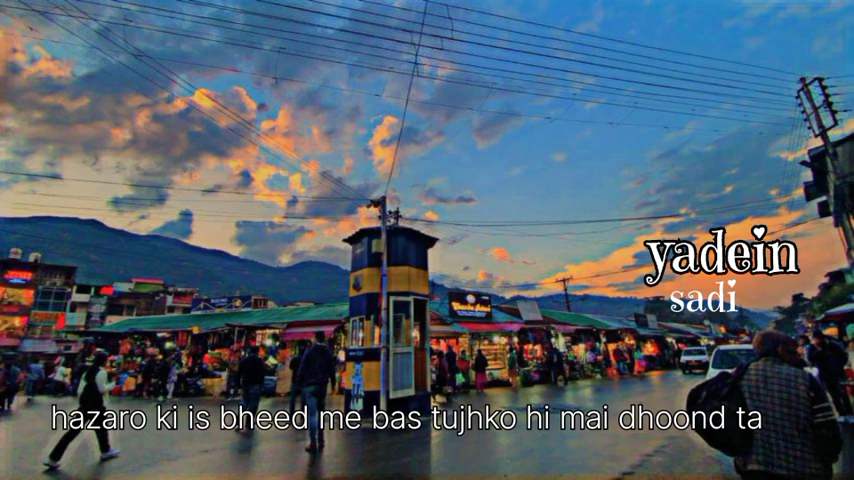 yadein
sadi
hazaro ki is bheed me bas tujhko hi mai dhoond ta